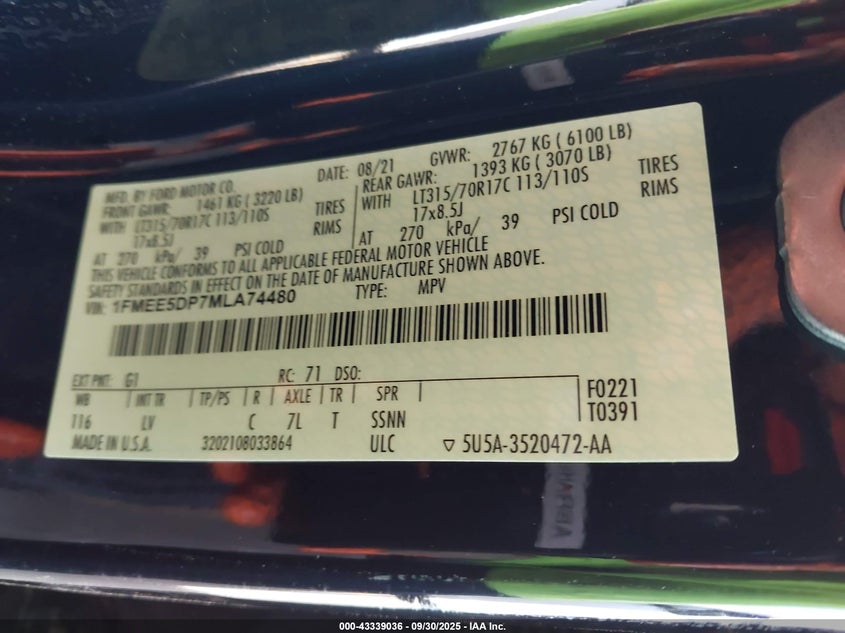 MFD. BY FORD MOTOR CO.
DATE: 08/21 GVWR: 2767 KG ( 6100 LB)
FRONT GAWR: 1461 KG ( 3220 LB)
REAR GAWR: 1393 KG ( 3070 LB)
WITH LT315/70R17C 113/110S TIRES
WITH LT315/70R17C 113/110S TIRES
17x8.5J RIMS
17x8.5J RIMS
AT 270 kPa/ 39 PSI COLD
AT 270 kPa/ 39 PSI COLD
THIS VEHICLE CONFORMS TO ALL APPLICABLE FEDERAL MOTOR VEHICLE
SAFETY STANDARDS IN EFFECT ON THE DATE OF MANUFACTURE SHOWN ABOVE.
VIN: 1FMEE5DP7MLA74480 TYPE: MPV
EXT PNT: G1 RC: 71 DSO:
WB INT TR TP/PS R AXLE TR SPR F0221
116 LV C 7L T SSNN T0391
MADE IN U.S.A. 3202108033864 ULC ▽ 5U5A-3520472-AA
000-43339036 - 09/30/2025 - IAA Inc.